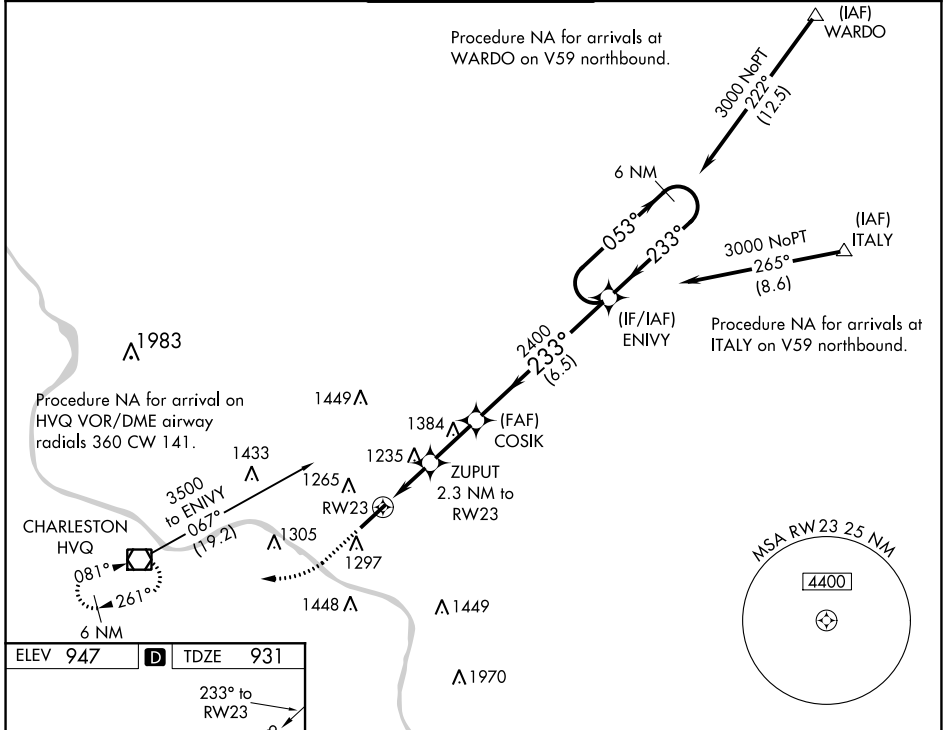 Procedure NA for arrivals at
WARDO on V59 northbound.
(IAF)
WARDO
3000 NoPT
222°
(12.5)
6 NM
053°
233°
(IAF)
ITALY
3000 NoPT
265°
(8.6)
(IF/IAF)
ENIVY
Procedure NA for arrivals at
ITALY on V59 northbound.
2400
233°
(6.5)
1983
Procedure NA for arrival on
HVQ VOR/DME airway
radials 360 CW 141.
1449
1384
(FAF)
COSIK
1235
ZUPUT
2.3 NM to
RW23
1433
1265
RW23
3500
to ENIVY
067°
(19.2)
CHARLESTON
HVQ
1305
1297
081°
261°
6 NM
1448
1449
1970
MSA RW23 25 NM
4400
ELEV 947 D TDZE 931
233° to
RW23